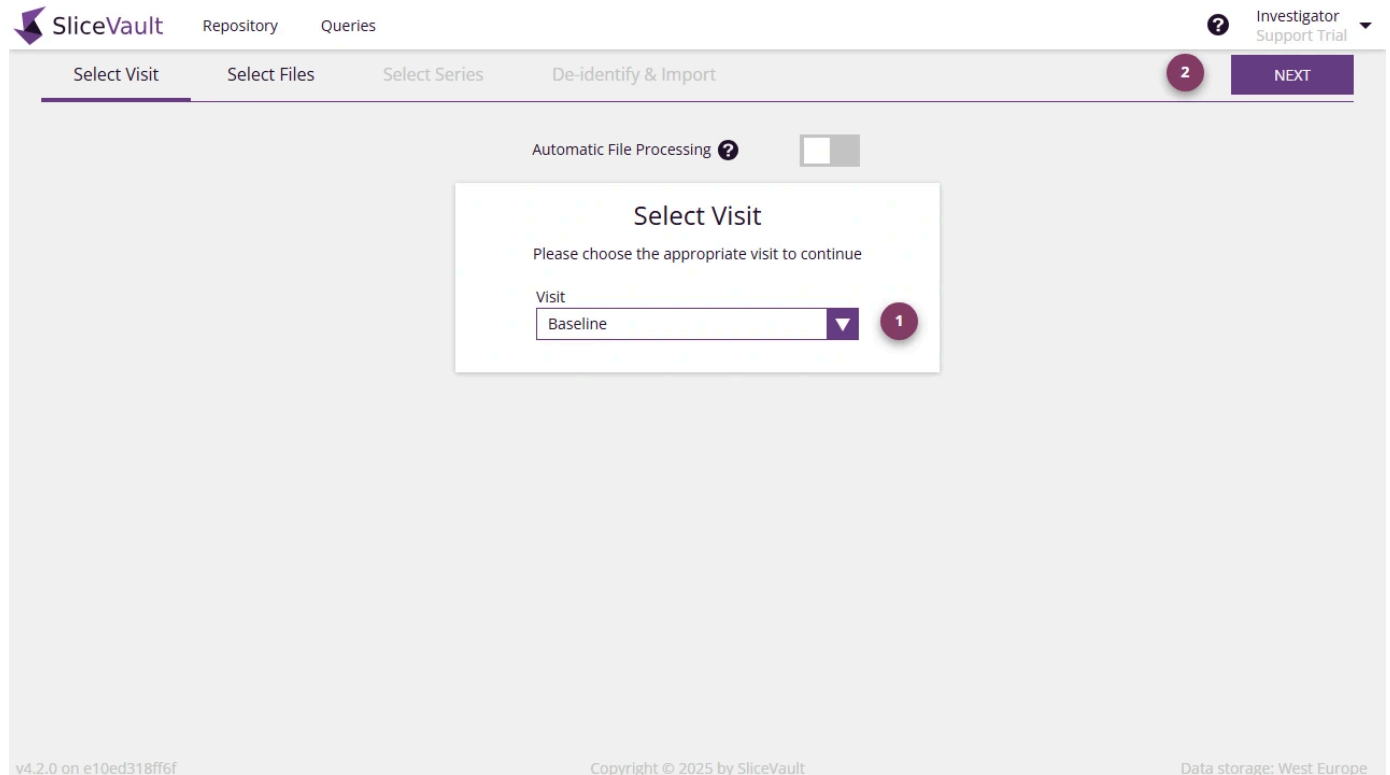 SliceVault Repository Queries ? Investigator
Support Trial
Select Visit Select Files Select Series De-identify & Import 2 NEXT
Automatic File Processing ?
Select Visit
Please choose the appropriate visit to continue
Visit
Baseline 1
v4.2.0 on e10ed318ff6f Copyright © 2025 by SliceVault Data storage: West Europe